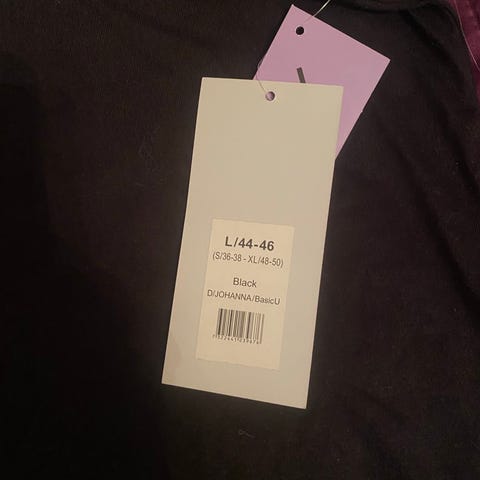 L/44-46
(S/36-38 - XL/48-50)
Black
D/JOHANNA/BasicU